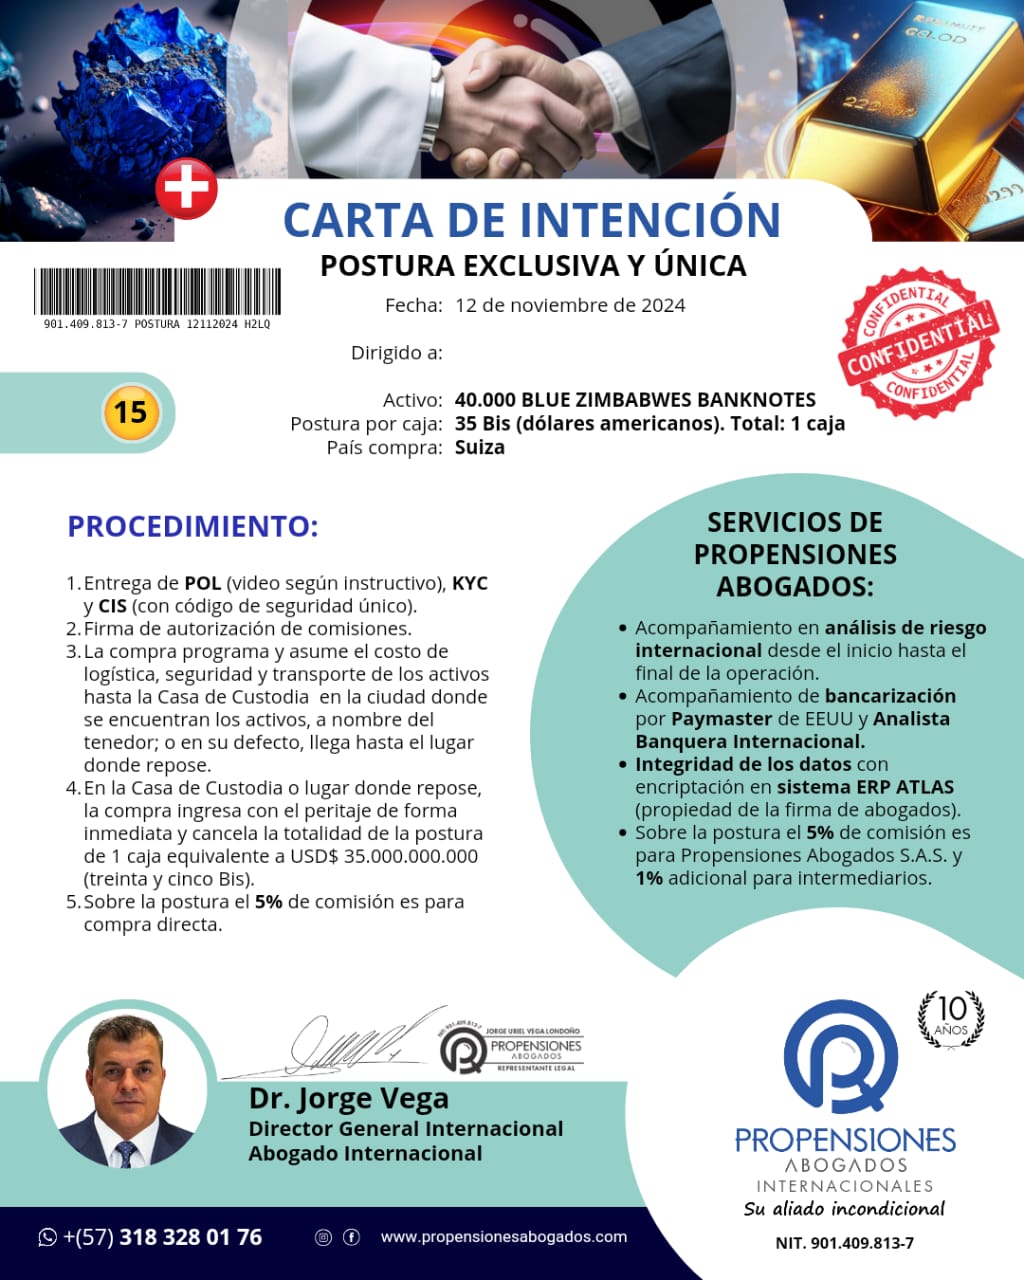 CARTA DE INTENCIÓN
POSTURA EXCLUSIVA Y ÚNICA
901.409.813-7 POSTURA 12112024 H2LQ
Fecha: 12 de noviembre de 2024
Dirigido a:
CONFIDENTIAL
CONFIDENTIAL
CONFIDENTIAL
15
Activo: 40.000 BLUE ZIMBABWES BANKNOTES
Postura por caja: 35 Bis (dólares americanos). Total: 1 caja
País compra: Suiza
PROCEDIMIENTO:
1. Entrega de POL (video según instructivo), KYC
y CIS (con código de seguridad único).
2. Firma de autorización de comisiones.
3. La compra programa y asume el costo de
logística, seguridad y transporte de los activos
hasta la Casa de Custodia en la ciudad donde
se encuentran los activos, a nombre del
tenedor; o en su defecto, llega hasta el lugar
donde repose.
4. En la Casa de Custodia o lugar donde repose,
la compra ingresa con el peritaje de forma
inmediata y cancela la totalidad de la postura
de 1 caja equivalente a USD$ 35.000.000.000
(treinta y cinco Bis).
5. Sobre la postura el 5% de comisión es para
compra directa.
SERVICIOS DE
PROPENSIONES
ABOGADOS:
• Acompañamiento en análisis de riesgo
internacional desde el inicio hasta el
final de la operación.
• Acompañamiento de bancarización
por Paymaster de EEUU y Analista
Banquera Internacional.
• Integridad de los datos con
encriptación en sistema ERP ATLAS
(propiedad de la firma de abogados).
• Sobre la postura el 5% de comisión es
para Propensiones Abogados S.A.S. y
1% adicional para intermediarios.
NIT. 901.409.813-7
JORGE URIEL VEGA LONDOÑO
PROPENSIONES
ABOGADOS
REPRESENTANTE LEGAL
Dr. Jorge Vega
Director General Internacional
Abogado Internacional
10
AÑOS
PROPENSIONES
ABOGADOS
INTERNACIONALES
Su aliado incondicional
NIT. 901.409.813-7
+(57) 318 328 01 76
www.propensionesabogados.com